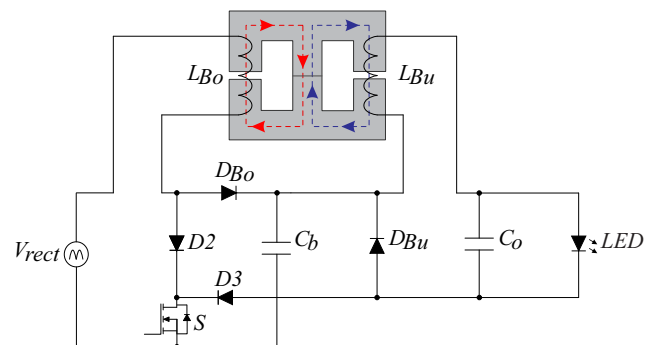 L_Bo
L_Bu
D_Bo
V_rect
D2
C_b
D_Bu
C_o
LED
D3
S